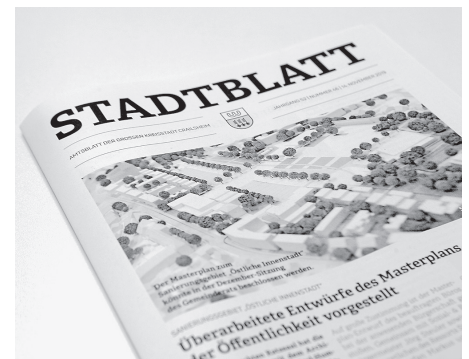 STADTBLATT
AMTSBLATT DER GROSSEN KREISSTADT CRAILSHEIM
Der Masterplan zum
Sanierungsgebiet „Östliche Innenstadt“
könnte in der Dezember-Sitzung
des Gemeinderats beschlossen werden.
SANIERUNGSGEBIET „ÖSTLICHE INNENSTADT“
Überarbeitete Entwürfe des Masterplans
der Öffentlichkeit vorgestellt